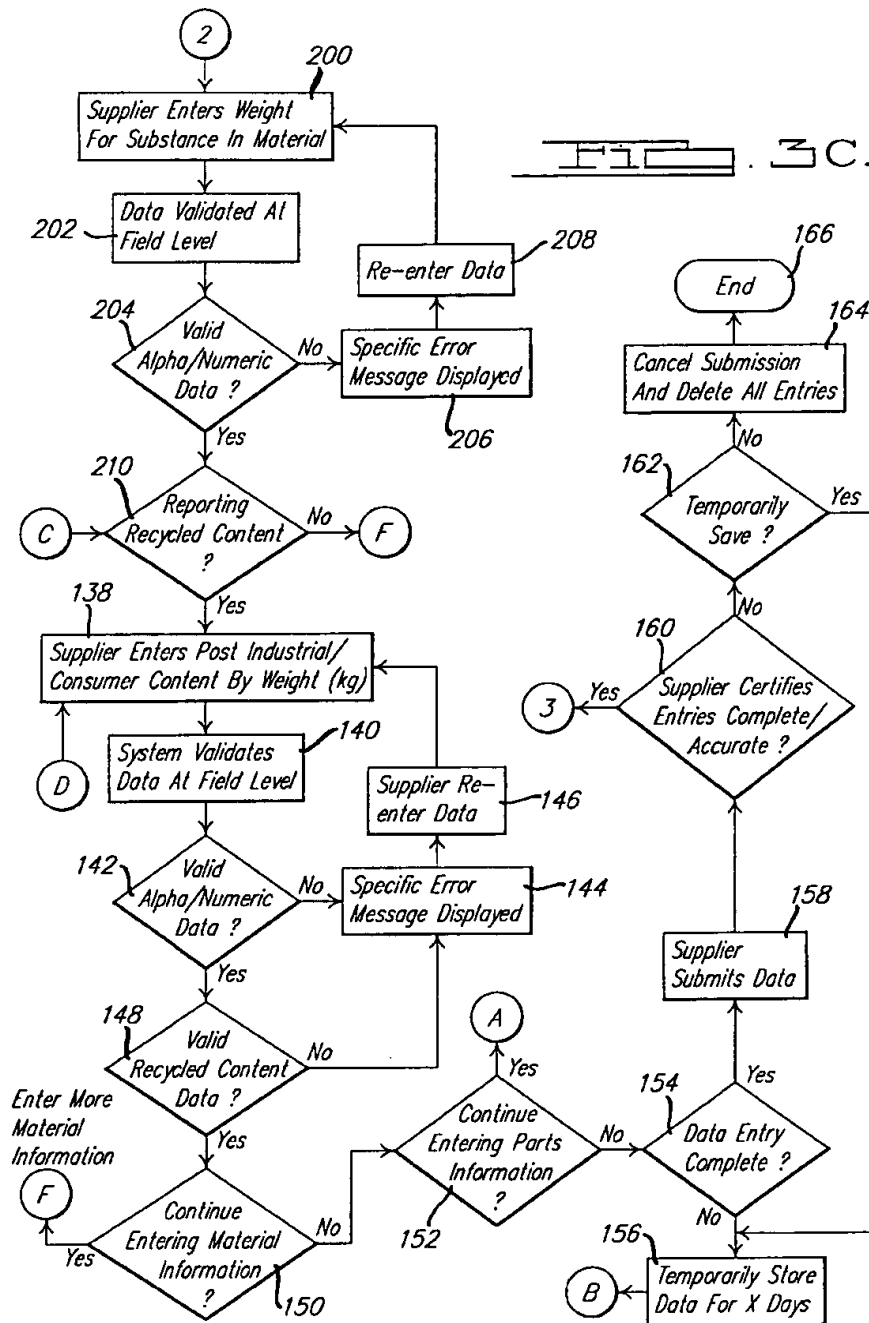 2
200
Supplier Enters Weight
For Substance In Material
Fig. 3C.
202
Data Validated At
Field Level
208
Re-enter Data
166
End
204
Valid
Alpha/Numeric
Data ?
No
Specific Error
Message Displayed
206
164
Cancel Submission
And Delete All Entries
Yes
No
210
Reporting
Recycled Content
?
C
No
F
162
Temporarily
Save ?
Yes
Yes
No
138
Supplier Enters Post Industrial/
Consumer Content By Weight (kg)
160
Supplier Certifies
Entries Complete/
Accurate ?
Yes
3
D
140
System Validates
Data At Field Level
Supplier Re-
enter Data
146
142
Valid
Alpha/Numeric
Data ?
No
Specific Error
Message Displayed
144
158
Supplier
Submits Data
Yes
148
Valid
Recycled Content
Data ?
No
A
Yes
Yes
Enter More
Material
Information
Yes
F
Continue
Entering Material
Information
?
150
Yes
No
Continue
Entering Parts
Information
?
152
No
154
Data Entry
Complete ?
No
156
Temporarily Store
Data For X Days
B